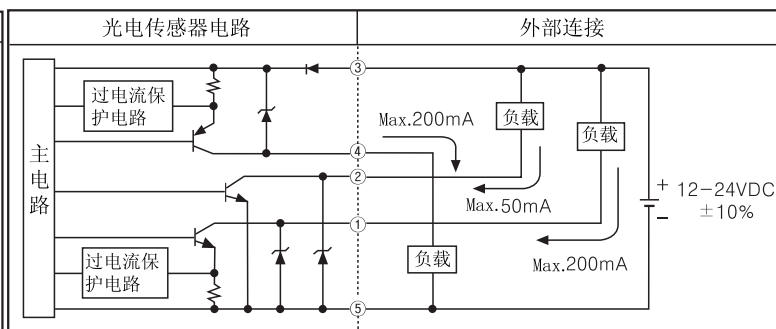 光电传感器电路
外部连接
过电流保
护电路
主
电
路
③
④
②
①
⑤
Max.200mA
负载
负载
Max.50mA
负载
Max.200mA
+ 12-24VDC
±10%
−
过电流保
护电路